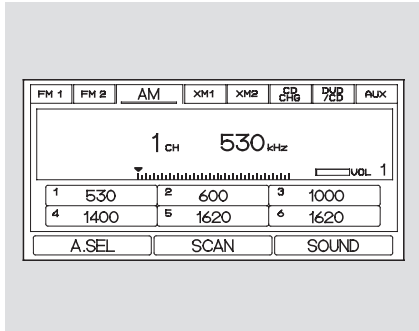 FM 1 FM 2 AM XM1 XM2 CD CHG DVD /CD AUX
1 CH 530 kHz
VOL 1
1 530 2 600 3 1000
4 1400 5 1620 6 1620
A.SEL SCAN SOUND